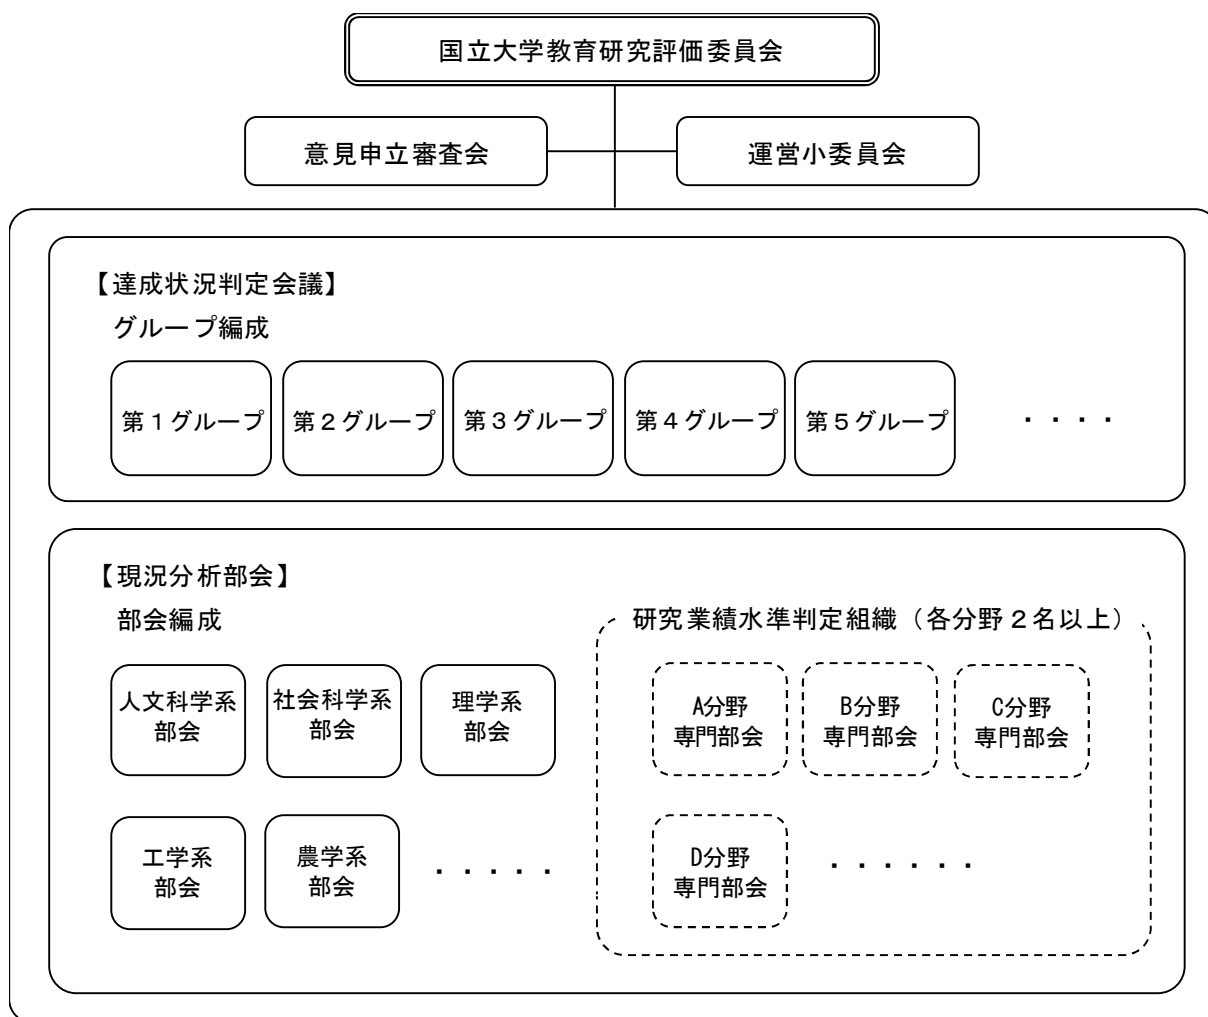 国立大学教育研究評価委員会
意見申立審査会
運営小委員会
【達成状況判定会議】
グループ編成
第１グループ
第２グループ
第３グループ
第４グループ
第５グループ
・・・・
【現況分析部会】
部会編成
人文科学系
部会
社会科学系
部会
理学系
部会
工学系
部会
農学系
部会
・・・・・
研究業績水準判定組織（各分野２名以上）
A分野
専門部会
B分野
専門部会
C分野
専門部会
D分野
専門部会
・・・・・・